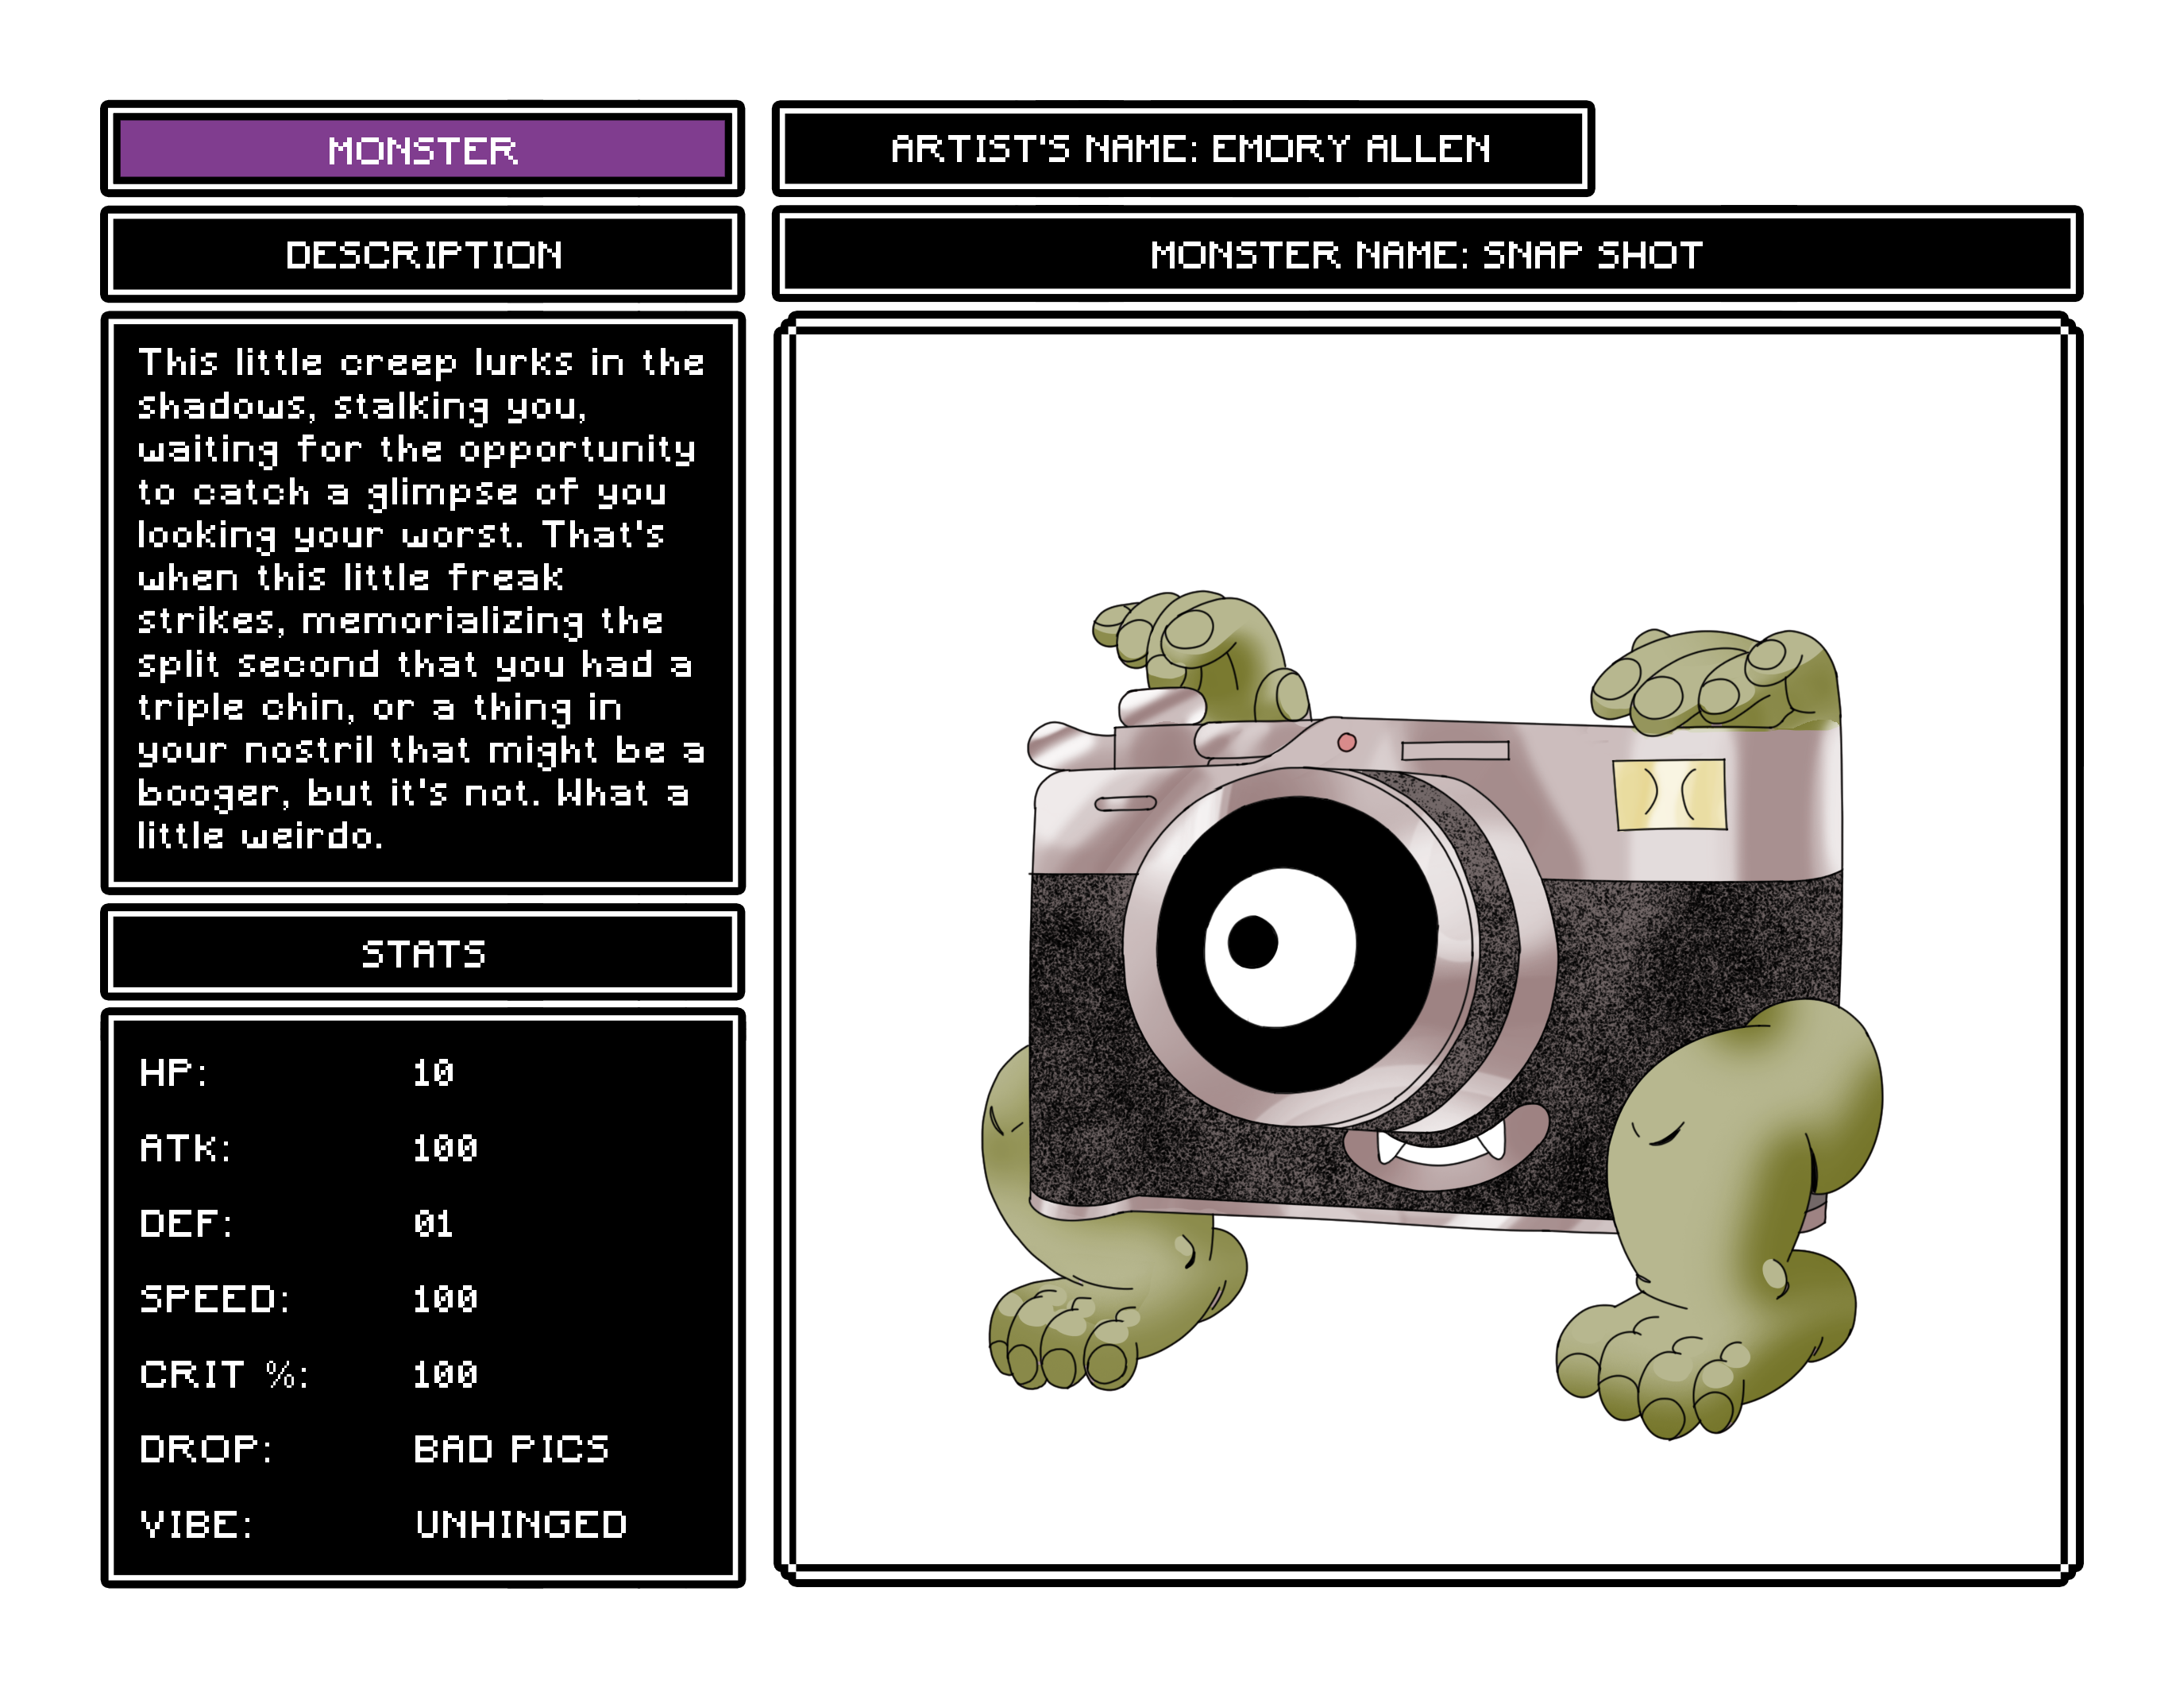 MONSTER
ARTIST'S NAME: EMORY ALLEN
DESCRIPTION
MONSTER NAME: SNAP SHOT
This little creep lurks in the
shadows, stalking you,
waiting for the opportunity
to catch a glimpse of you
looking your worst. That's
when this little freak
strikes, memorializing the
split second that you had a
triple chin, or a thing in
your nostril that might be a
booger, but it's not. What a
little weirdo.
STATS
HP: 10
ATK: 100
DEF: 01
SPEED: 100
CRIT %: 100
DROP: BAD PICS
VIBE: UNHINGED